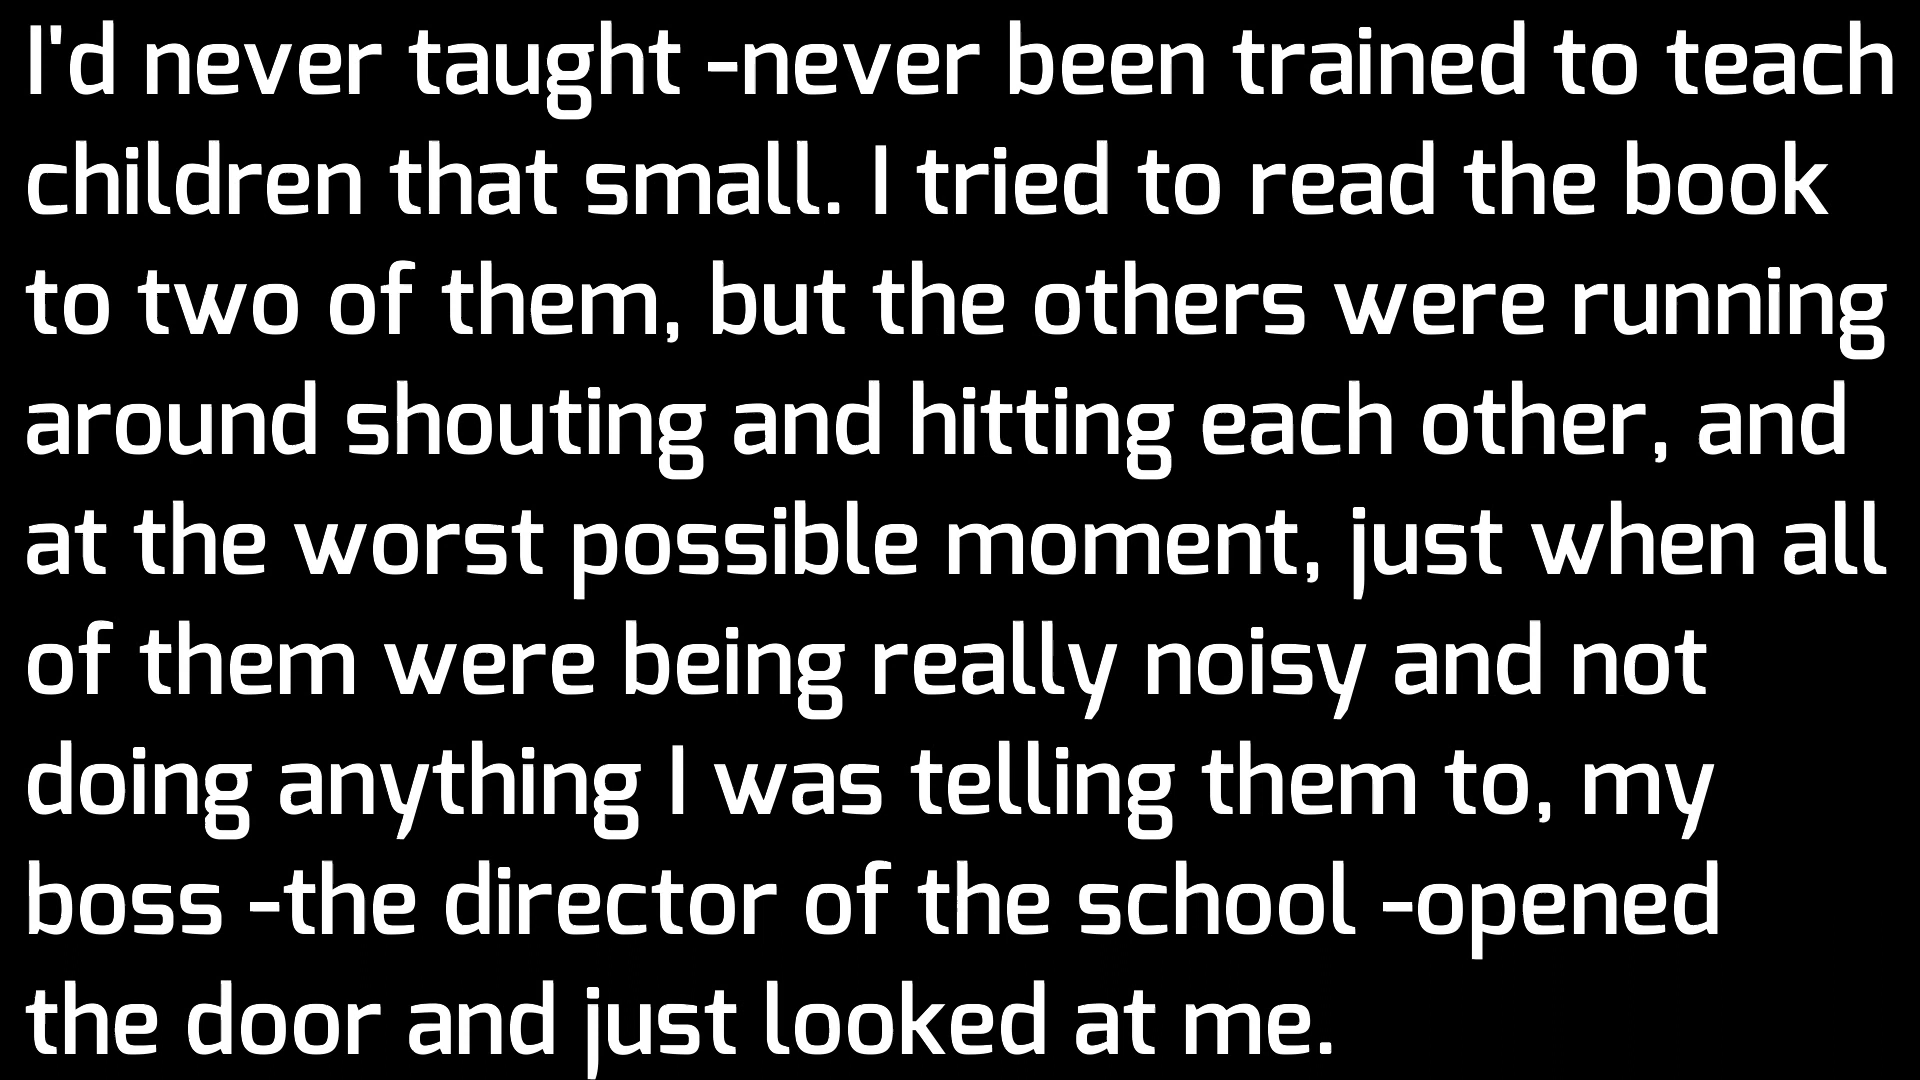 I'd never taught -never been trained to teach
children that small. I tried to read the book
to two of them, but the others were running
around shouting and hitting each other, and
at the worst possible moment, just when all
of them were being really noisy and not
doing anything I was telling them to, my
boss -the director of the school -opened
the door and just looked at me.